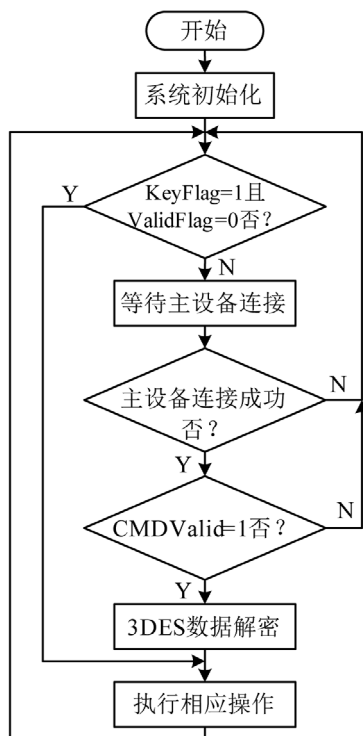 开始
系统初始化
Y
KeyFlag=1且
ValidFlag=0否?
N
等待主设备连接
主设备连接成功
否?
N
Y
CMDValid=1否?
N
Y
3DES数据解密
执行相应操作